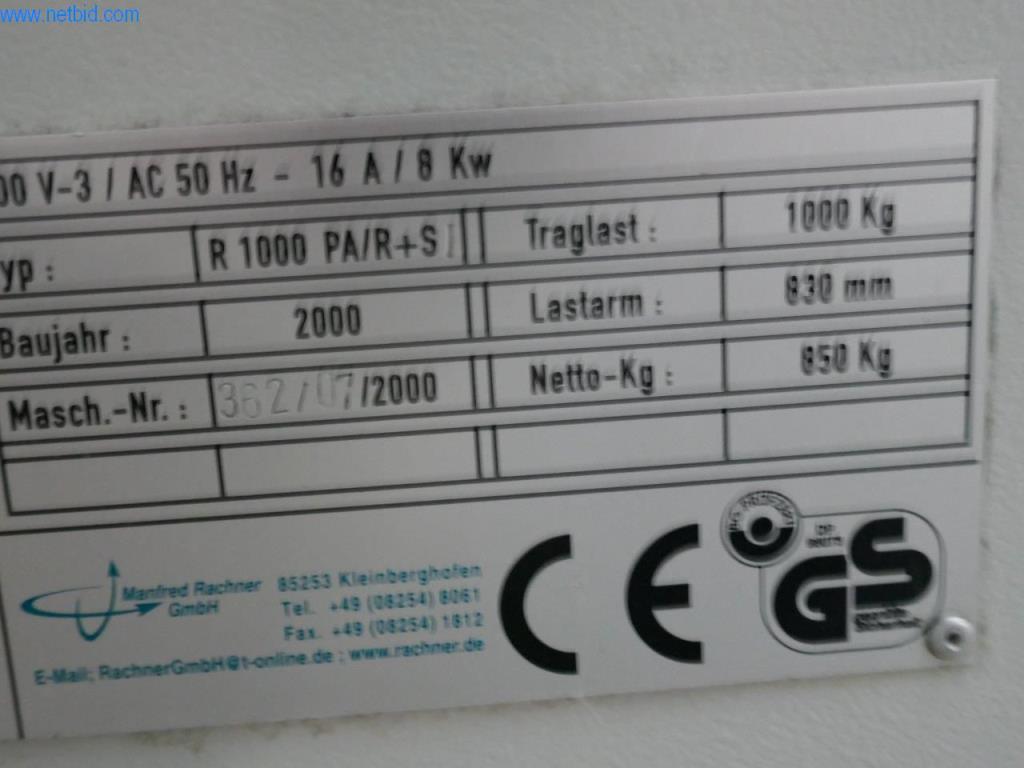 www.netbid.com
00 V-3 / AC 50 Hz - 16 A / 8 Kw
yp : R 1000 PA/R+S Traglast : 1000 Kg
Baujahr : 2000 Lastarm : 830 mm
Masch.-Nr. : 362/07/2000 Netto-Kg : 850 Kg
Manfred Rachner GmbH
85253 Kleinberghofen
Tel. +49 (08254) 8061
Fax. +49 (08254) 1812
E-Mail: RachnerGmbH@t-online.de ; www.rachner.de
CE
GS